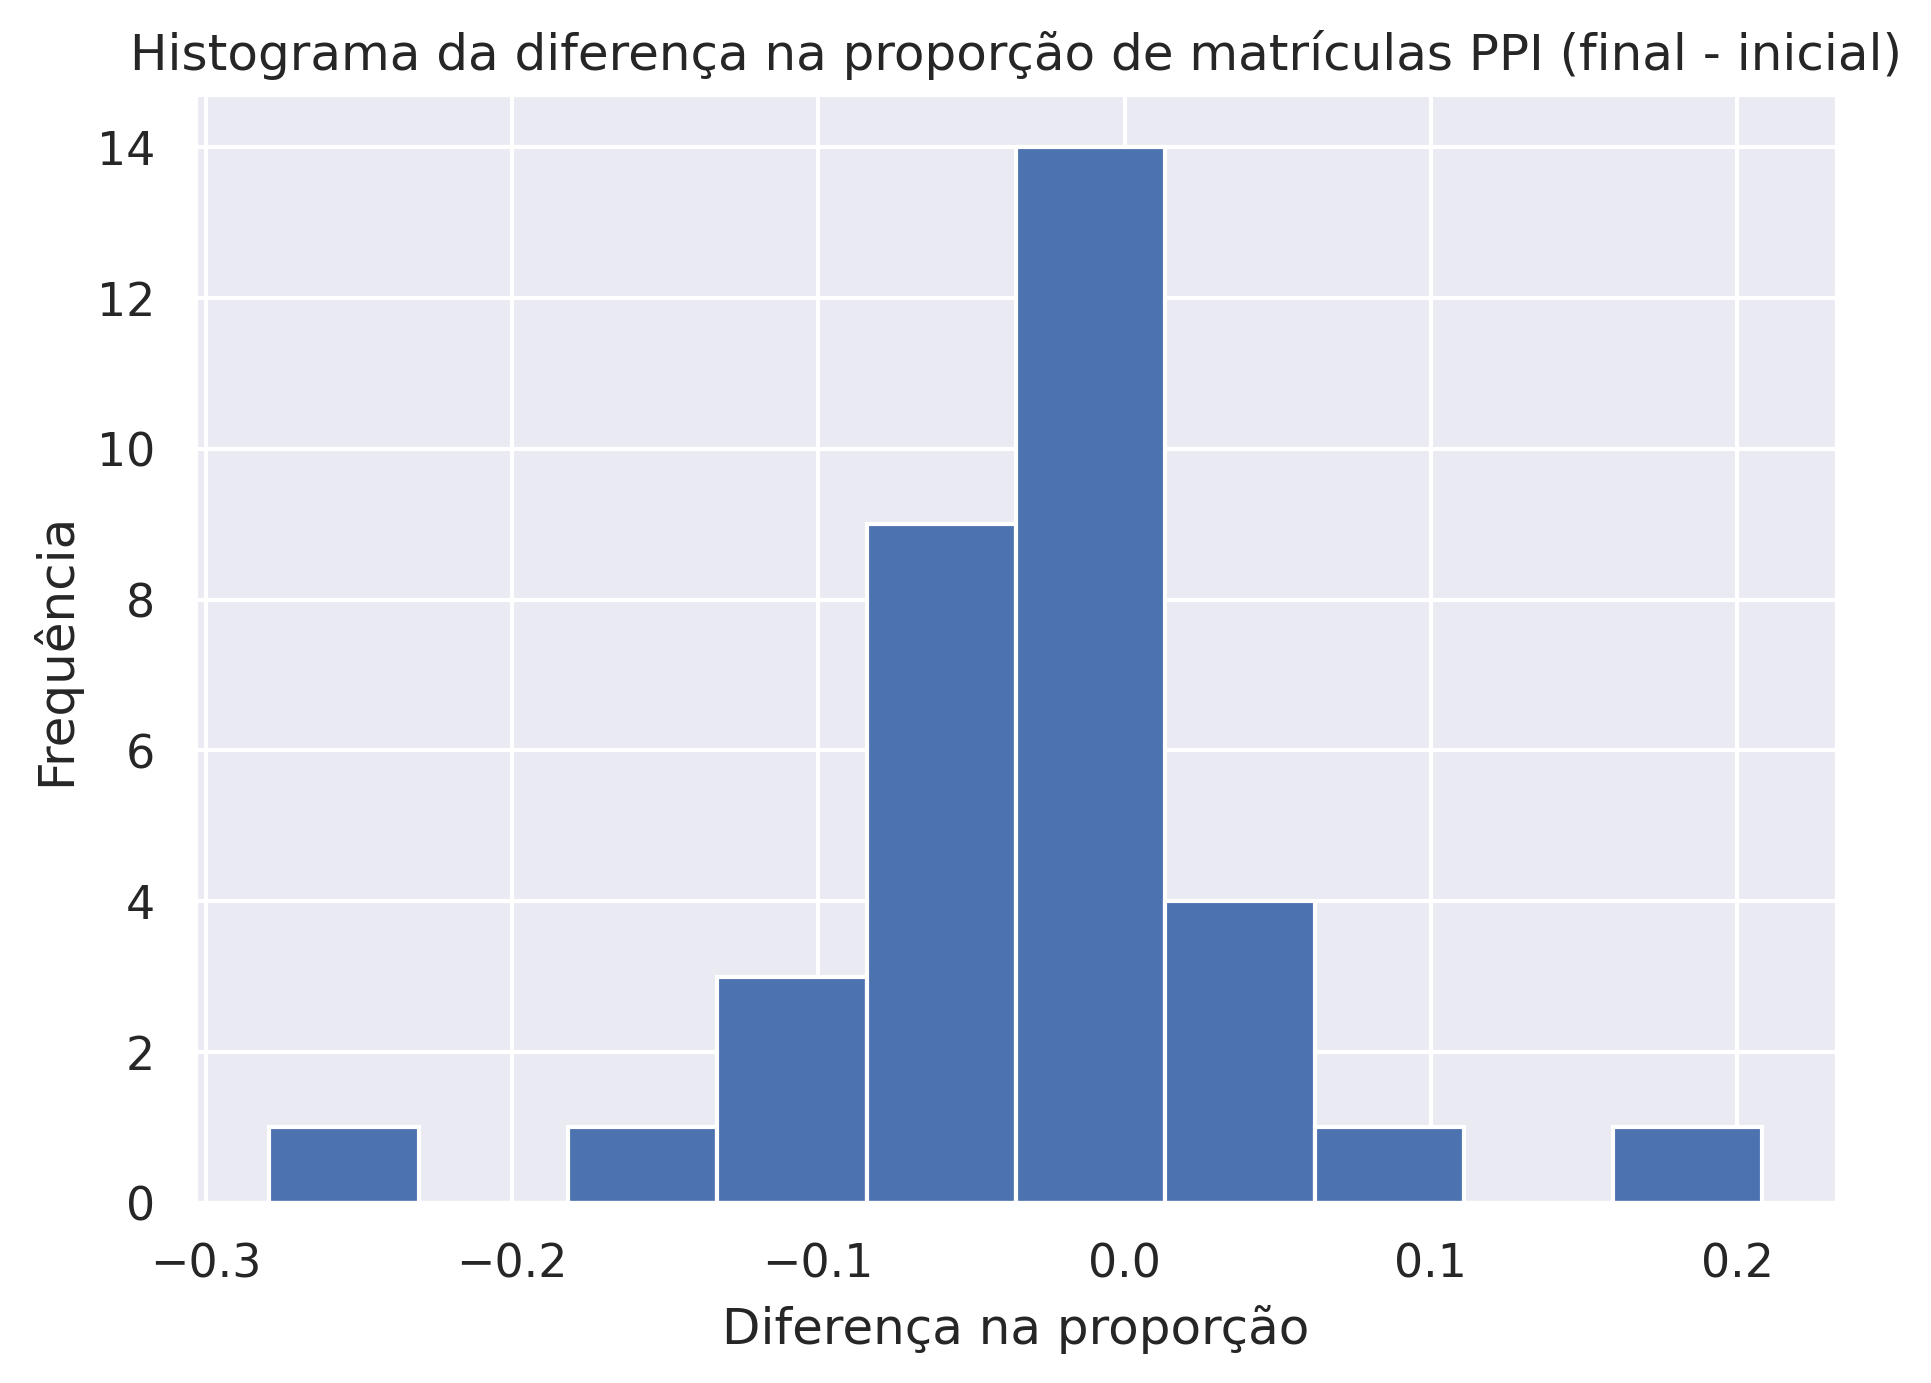 Histograma da diferença na proporção de matrículas PPI (final - inicial)
14
12
10
8
6
4
2
0
Frequência
−0.3 −0.2 −0.1 0.0 0.1 0.2
Diferença na proporção